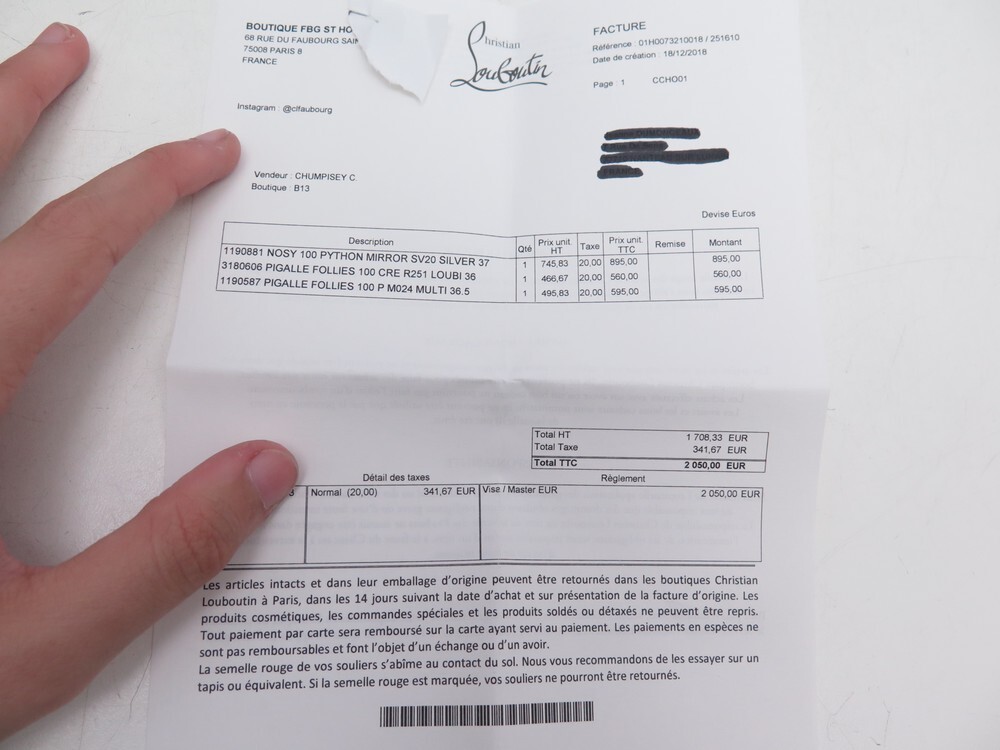 BOUTIQUE FBG ST HO
68 RUE DU FAUBOURG SAIN
75008 PARIS 8
FRANCE
Instagram : @clfaubourg
Christian
Louboutin
FACTURE
Référence : 01H0073210018 / 251610
Date de création : 18/12/2018
Page : 1 CCHO01
Vendeur : CHUMPISEY C.
Boutique : B13
Devise Euros
Description Qté Prix unit. HT Taxe Prix unit. TTC Remise Montant
1190881 NOSY 100 PYTHON MIRROR SV20 SILVER 37 1 745,83 20,00 895,00 895,00
3180606 PIGALLE FOLLIES 100 CRE R251 LOUBI 36 1 466,67 20,00 560,00 560,00
1190587 PIGALLE FOLLIES 100 P M024 MULTI 36.5 1 495,83 20,00 595,00 595,00
Total HT 1 708,33 EUR
Total Taxe 341,67 EUR
Total TTC 2 050,00 EUR
Détail des taxes Règlement
3 Normal (20,00) 341,67 EUR Visa / Master EUR 2 050,00 EUR
Les articles intacts et dans leur emballage d'origine peuvent être retournés dans les boutiques Christian
Louboutin à Paris, dans les 14 jours suivant la date d'achat et sur présentation de la facture d'origine. Les
produits cosmétiques, les commandes spéciales et les produits soldés ou détaxés ne peuvent être repris.
Tout paiement par carte sera remboursé sur la carte ayant servi au paiement. Les paiements en espèces ne
sont pas remboursables et font l'objet d'un échange ou d'un avoir.
La semelle rouge de vos souliers s'abîme au contact du sol. Nous vous recommandons de les essayer sur un
tapis ou équivalent. Si la semelle rouge est marquée, vos souliers ne pourront être retournés.